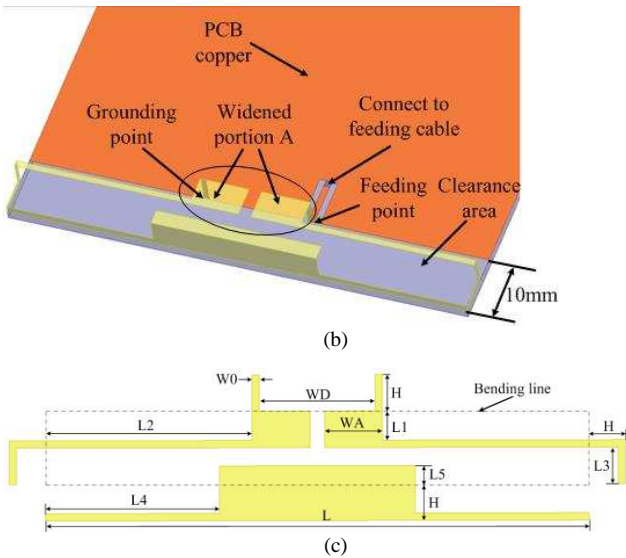 PCB
copper
Connect to
feeding cable
Grounding
point
Widened
portion A
Feeding
point
Clearance
area
10mm
(b)
W0
WD
H
Bending line
L2
WA
L1
H
L3
L5
L4
H
L
(c)